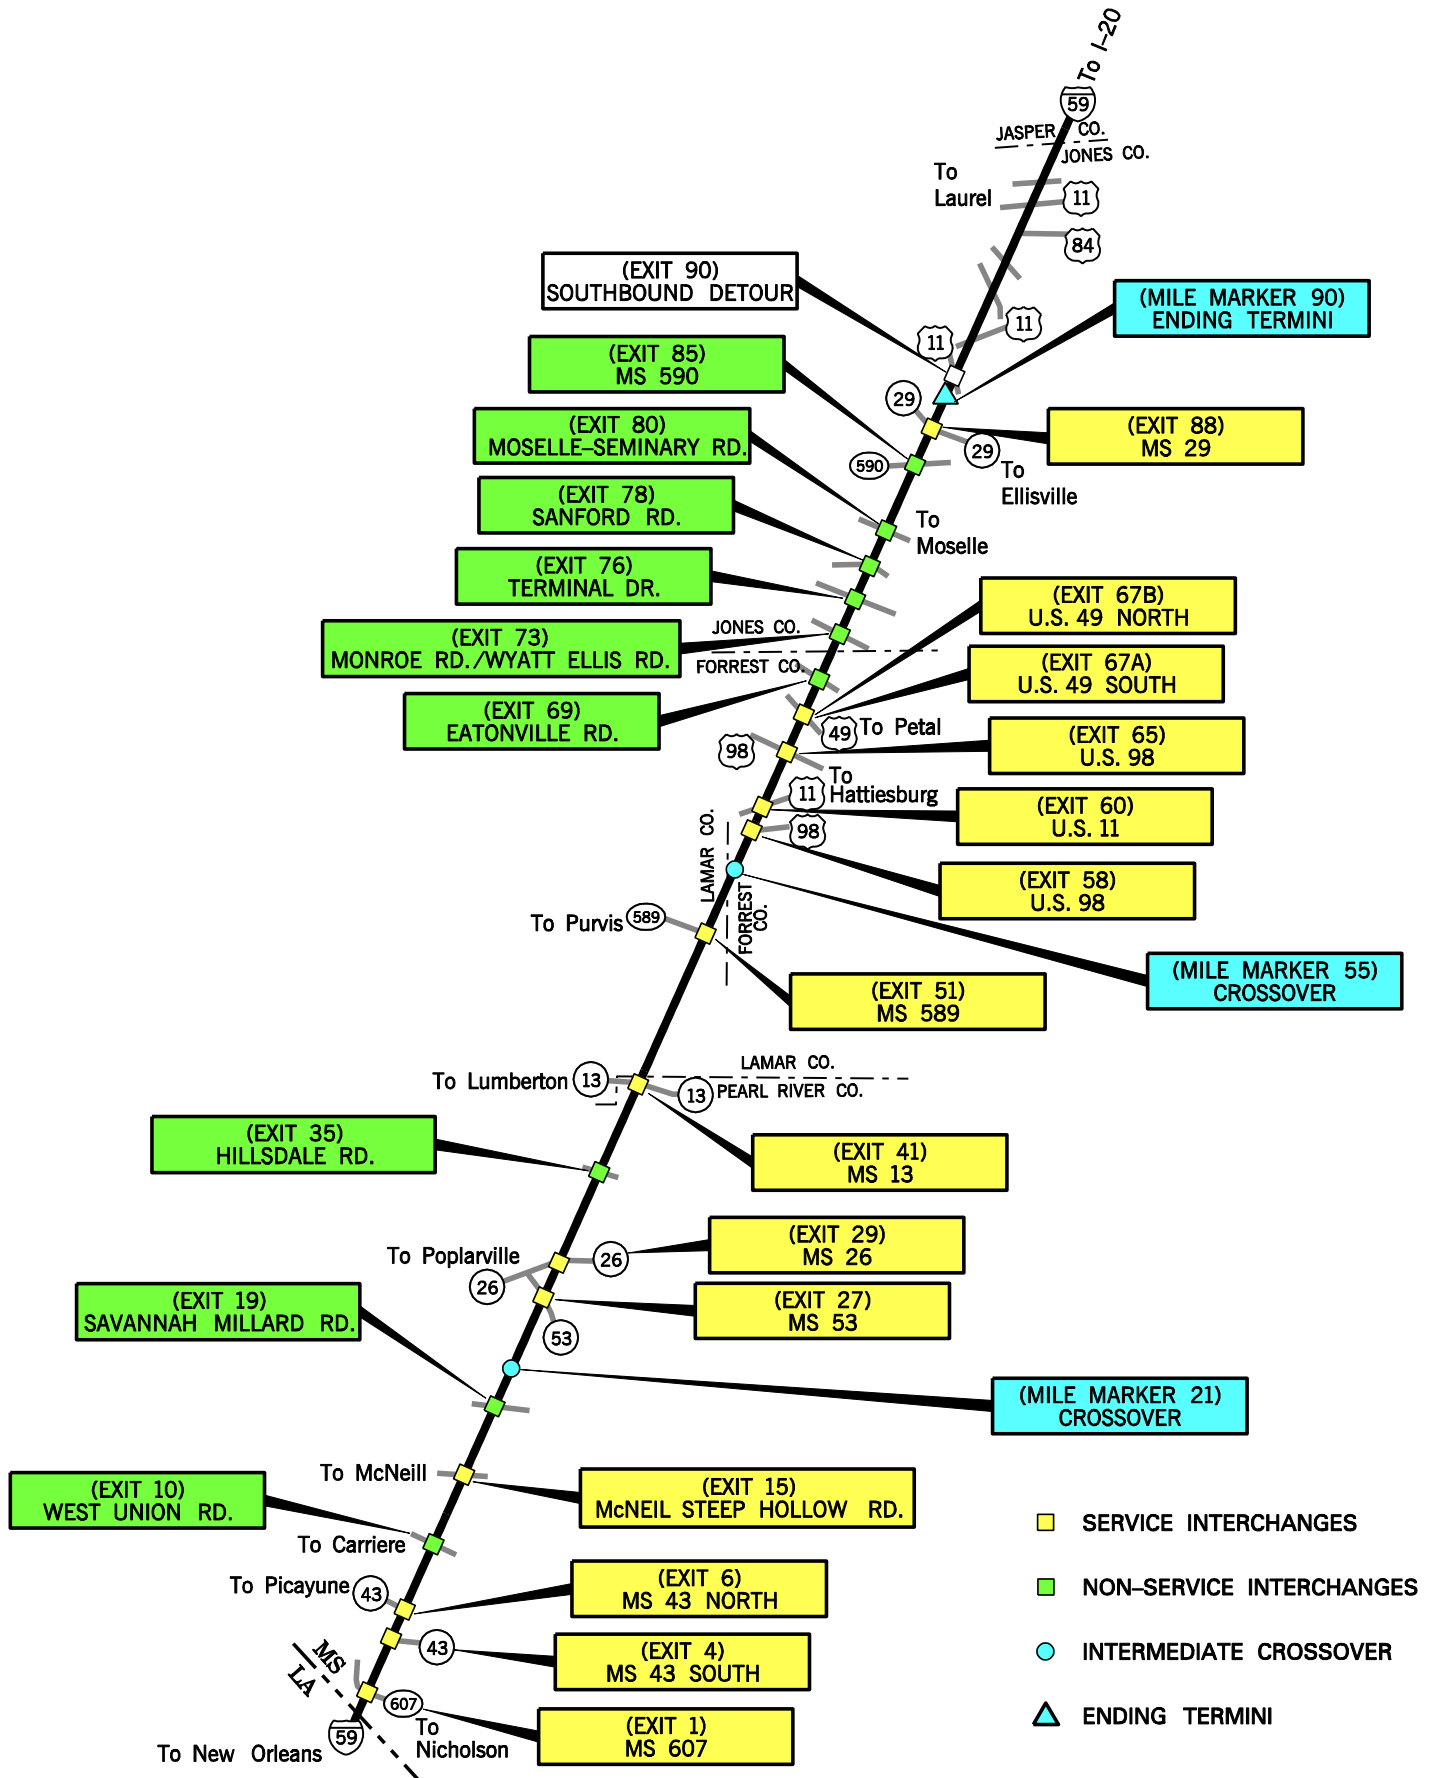 To I–20
59
JASPER CO.
JONES CO.
To
Laurel
11
84
(EXIT 90)
SOUTHBOUND DETOUR
(MILE MARKER 90)
ENDING TERMINI
11
11
(EXIT 85)
MS 590
29
(EXIT 88)
MS 29
29
590
To
Ellisville
(EXIT 80)
MOSELLE–SEMINARY RD.
(EXIT 78)
SANFORD RD.
To
Moselle
(EXIT 76)
TERMINAL DR.
(EXIT 67B)
U.S. 49 NORTH
(EXIT 73)
MONROE RD./WYATT ELLIS RD.
JONES CO.
FORREST CO.
(EXIT 67A)
U.S. 49 SOUTH
(EXIT 69)
EATONVILLE RD.
49
To Petal
98
(EXIT 65)
U.S. 98
To
Hattiesburg
11
(EXIT 60)
U.S. 11
98
LAMAR CO.
FORREST
CO.
(EXIT 58)
U.S. 98
To Purvis
589
(MILE MARKER 55)
CROSSOVER
(EXIT 51)
MS 589
LAMAR CO.
PEARL RIVER CO.
To Lumberton
13
13
(EXIT 35)
HILLSDALE RD.
(EXIT 41)
MS 13
To Poplarville
26
26
(EXIT 29)
MS 26
(EXIT 19)
SAVANNAH MILLARD RD.
(EXIT 27)
MS 53
53
(MILE MARKER 21)
CROSSOVER
To McNeill
(EXIT 15)
McNEIL STEEP HOLLOW RD.
(EXIT 10)
WEST UNION RD.
To Carriere
To Picayune
43
(EXIT 6)
MS 43 NORTH
43
(EXIT 4)
MS 43 SOUTH
MS
LA
607
To
Nicholson
(EXIT 1)
MS 607
59
To New Orleans
SERVICE INTERCHANGES
NON–SERVICE INTERCHANGES
INTERMEDIATE CROSSOVER
ENDING TERMINI